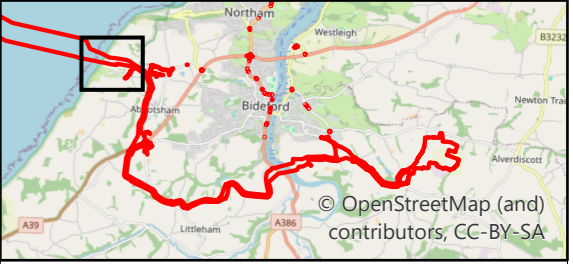 Northam
Westleigh
B3232
Abbotsham
Bideford
Newton Trac
Alverdiscott
© OpenStreetMap (and)
A39
Littleham
A386
contributors, CC-BY-SA